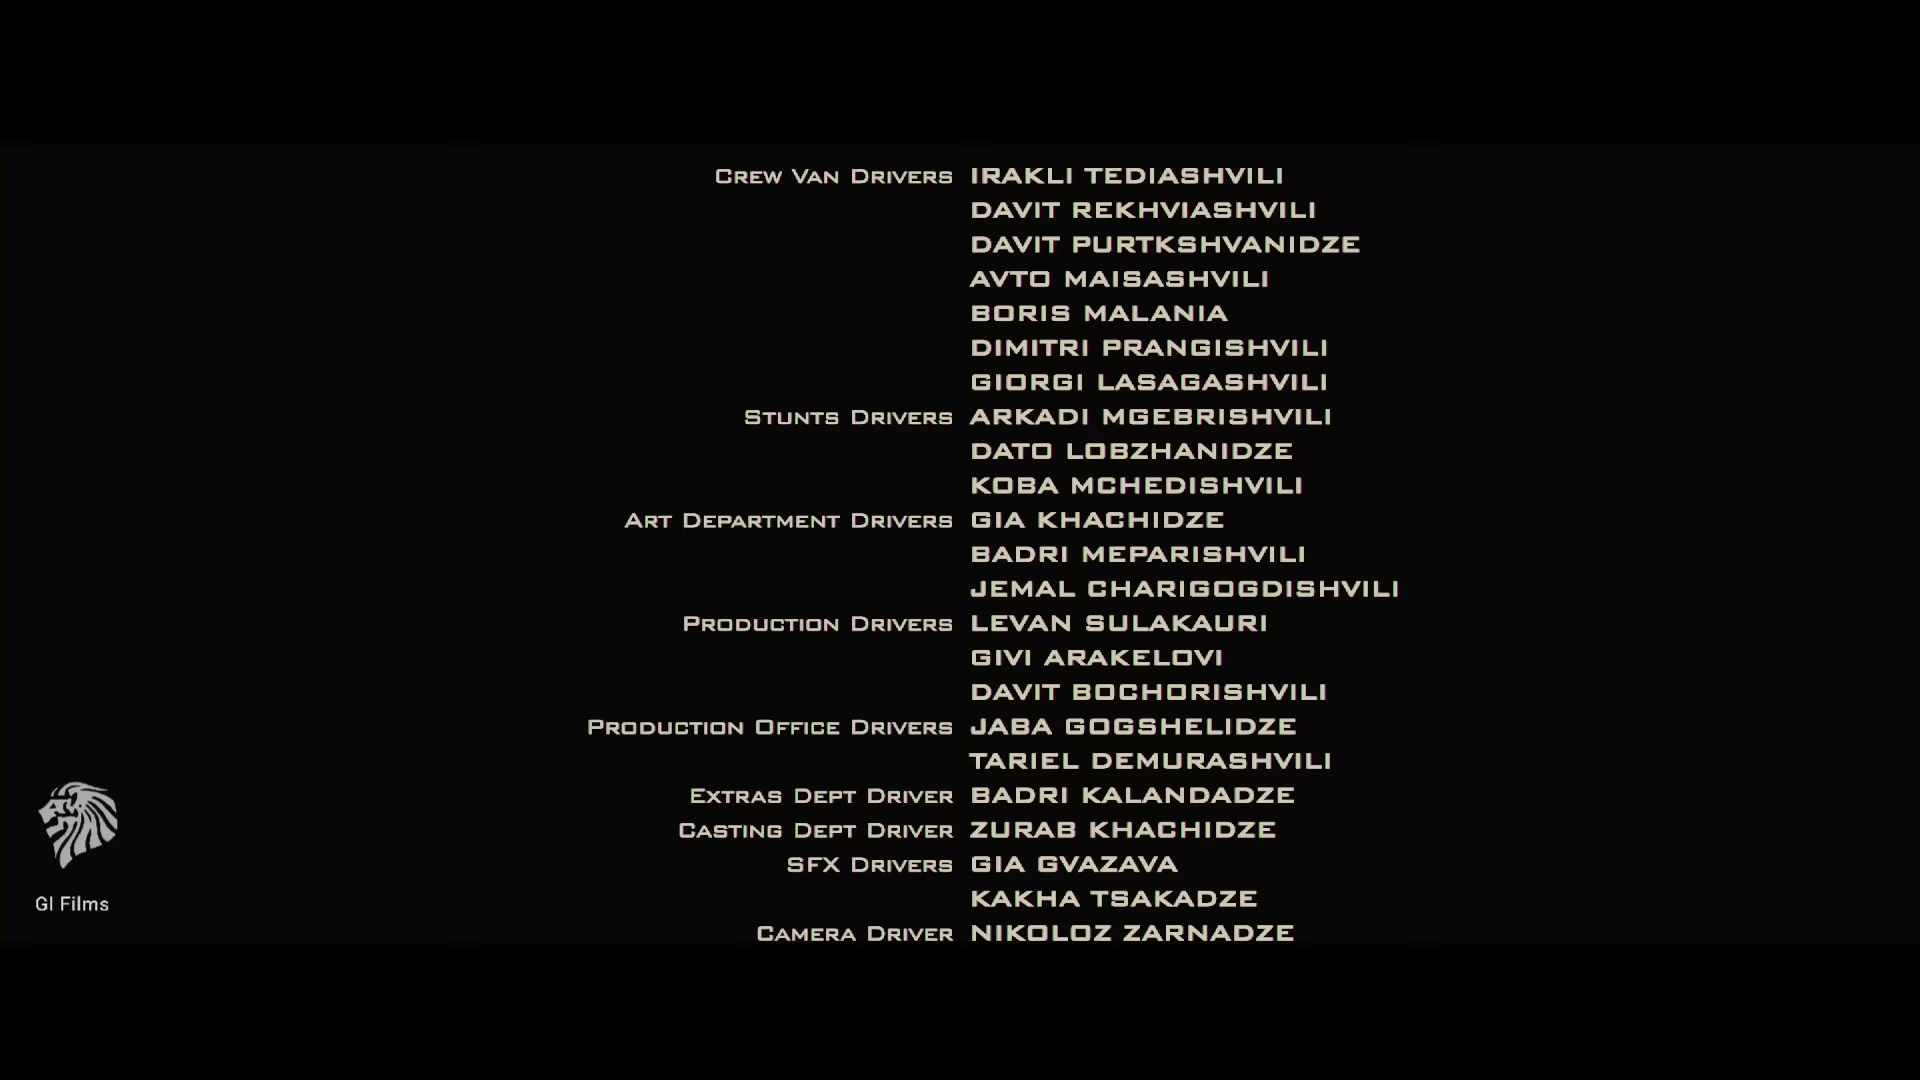 Crew Van Drivers IRAKLI TEDIASHVILI
DAVIT REKHVIASHVILI
DAVIT PURTKSHVANIDZE
AVTO MAISASHVILI
BORIS MALANIA
DIMITRI PRANGISHVILI
GIORGI LASAGASHVILI
Stunts Drivers ARKADI MGEBRISHVILI
DATO LOBZHANIDZE
KOBA MCHEDISHVILI
Art Department Drivers GIA KHACHIDZE
BADRI MEPARISHVILI
JEMAL CHARIGOGDISHVILI
Production Drivers LEVAN SULAKAURI
GIVI ARAKELOVI
DAVIT BOCHORISHVILI
Production Office Drivers JABA GOGSHELIDZE
TARIEL DEMURASHVILI
Extras Dept Driver BADRI KALANDADZE
Casting Dept Driver ZURAB KHACHIDZE
SFX Drivers GIA GVAZAVA
KAKHA TSAKADZE
Camera Driver NIKOLOZ ZARNADZE
GI Films